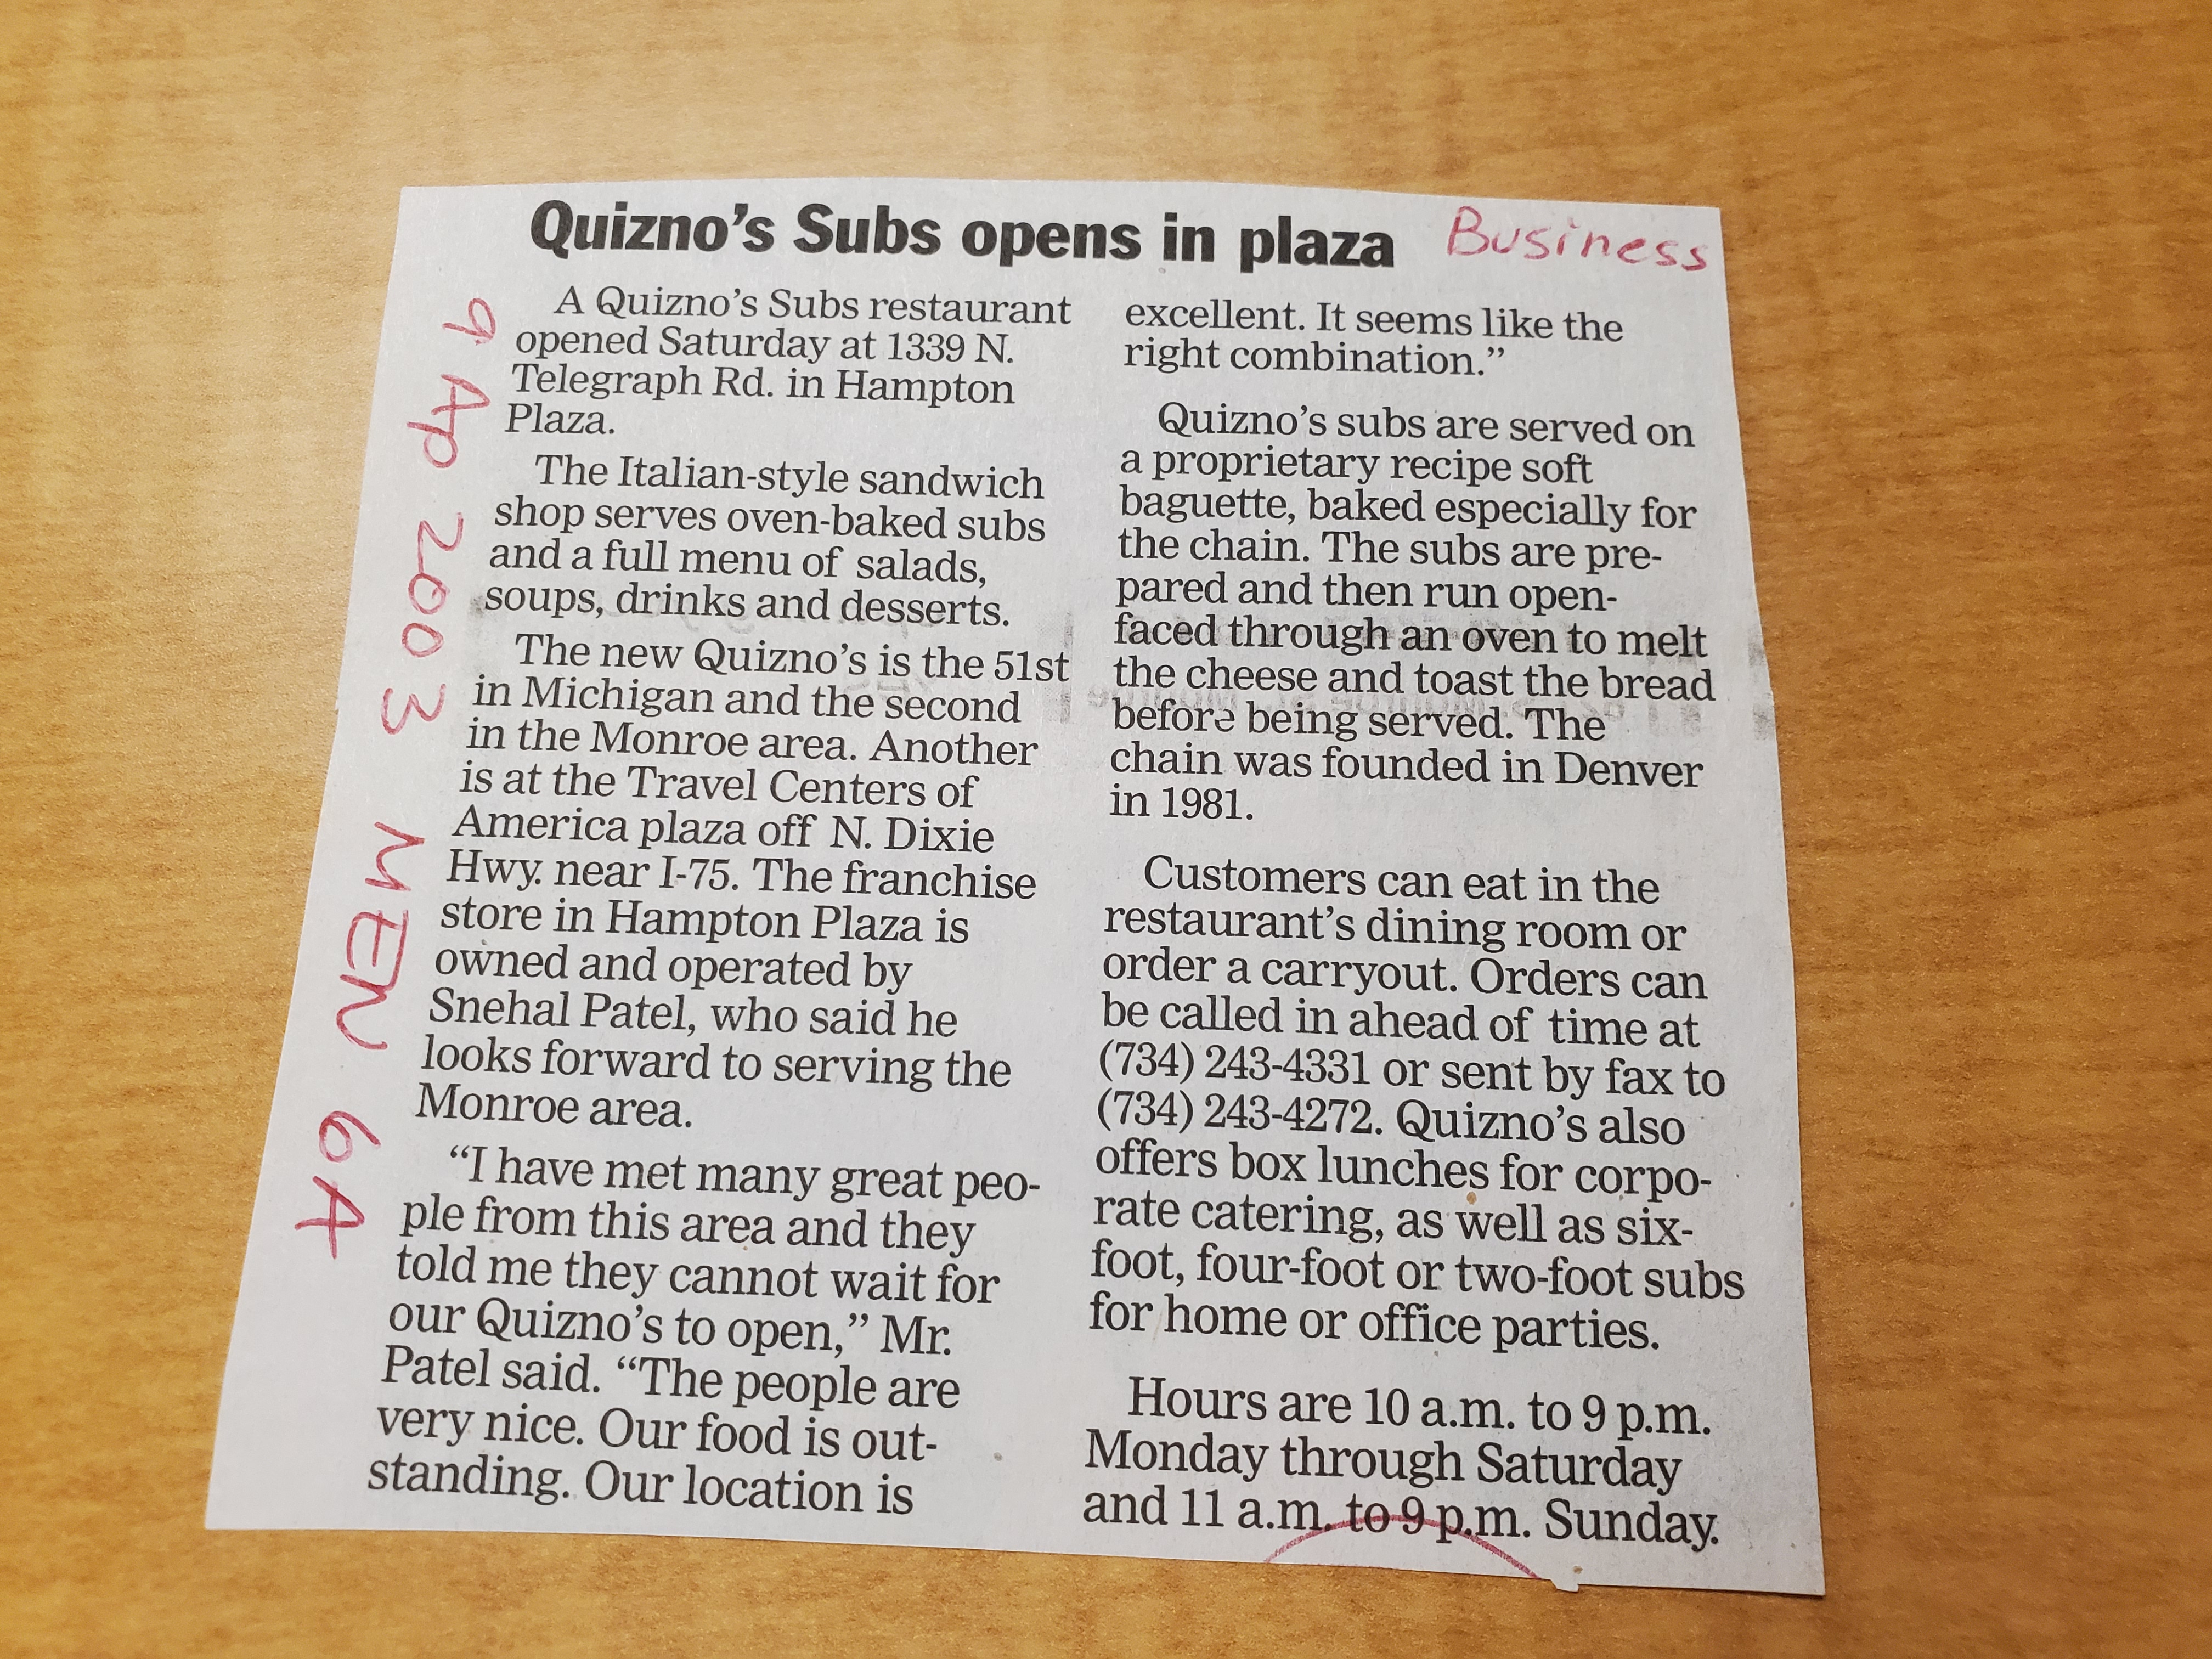 Quizno's Subs opens in plaza
Business
9 Ap 2003 MEN 6A
A Quizno's Subs restaurant
opened Saturday at 1339 N.
Telegraph Rd. in Hampton
Plaza.
The Italian-style sandwich
shop serves oven-baked subs
and a full menu of salads,
soups, drinks and desserts.
The new Quizno's is the 51st
in Michigan and the second
in the Monroe area. Another
is at the Travel Centers of
America plaza off N. Dixie
Hwy. near I-75. The franchise
store in Hampton Plaza is
owned and operated by
Snehal Patel, who said he
looks forward to serving the
Monroe area.
“I have met many great peo-
ple from this area and they
told me they cannot wait for
our Quizno's to open,” Mr.
Patel said. “The people are
very nice. Our food is out-
standing. Our location is
excellent. It seems like the
right combination.”
Quizno's subs are served on
a proprietary recipe soft
baguette, baked especially for
the chain. The subs are pre-
pared and then run open-
faced through an oven to melt
the cheese and toast the bread
before being served. The
chain was founded in Denver
in 1981.
Customers can eat in the
restaurant's dining room or
order a carryout. Orders can
be called in ahead of time at
(734) 243-4331 or sent by fax to
(734) 243-4272. Quizno's also
offers box lunches for corpo-
rate catering, as well as six-
foot, four-foot or two-foot subs
for home or office parties.
Hours are 10 a.m. to 9 p.m.
Monday through Saturday
and 11 a.m. to 9 p.m. Sunday.